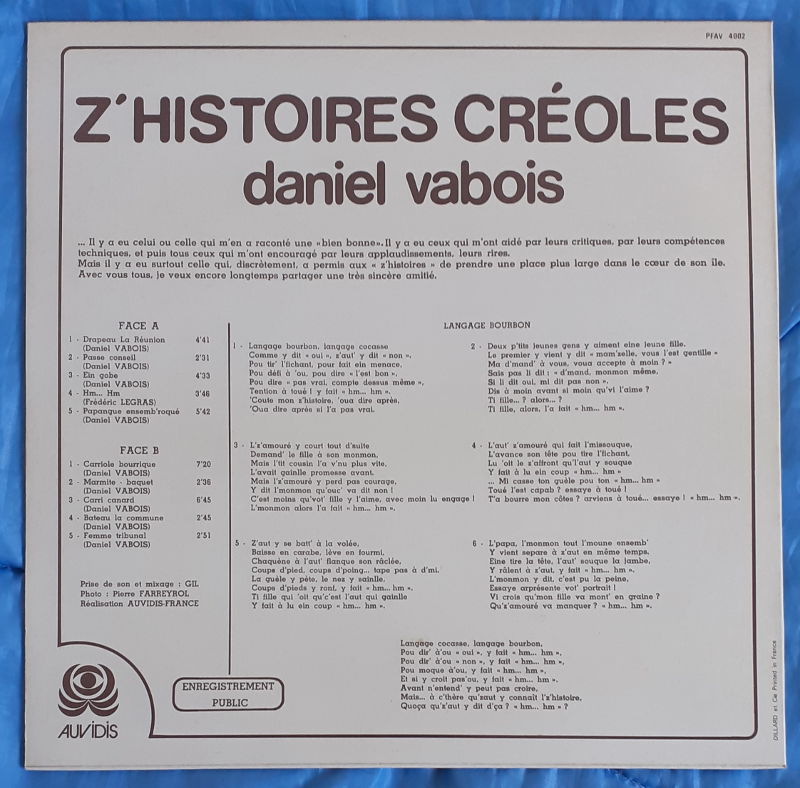 PFAV 4002
Z'HISTOIRES CRÉOLES
daniel vabois
... Il y a eu celui ou celle qui m'en a raconté une «bien bonne». Il y a eu ceux qui m'ont aidé par leurs critiques, par leurs compétences
techniques, et puis tous ceux qui m'ont encouragé par leurs applaudissements, leurs rires.
Mais il y a eu surtout celle qui, discrètement, a permis aux « z'histoires » de prendre une place plus large dans le cœur de son île.
Avec vous tous, je veux encore longtemps partager une très sincère amitié.
FACE A
1 - Drapeau La Réunion 4'41
(Daniel VABOIS)
2 - Passe conseil 2'31
(Daniel VABOIS)
3 - Ein gobe 4'33
(Daniel VABOIS)
4 - Hm... Hm 3'46
(Frédéric LEGRAS)
5 - Papangue ensemb'roqué 5'42
(Daniel VABOIS)
FACE B
1 - Carriole bourrique 7'20
(Daniel VABOIS)
2 - Marmite - baquet 2'36
(Daniel VABOIS)
3 - Carri canard 6'45
(Daniel VABOIS)
4 - Bateau la commune 2'45
(Daniel VABOIS)
5 - Femme tribunal 2'51
(Daniel VABOIS)
Prise de son et mixage : GIL
Photo : Pierre FARREYROL
Réalisation AUVIDIS-FRANCE
LANGAGE BOURBON
1 - Langage bourbon, langage cocasse
Comme y dit « oui », z'aut' y dit « non »,
Pou tir' l'fichant, pour fait ein menace,
Pou défi à 'ou, pou dire « l'est bon »,
Pou dire « pas vrai, compte dessus même »,
Tention à toué ! y fait « hm... hm ».
'Coute mon z'histoire, 'oua dire après,
'Oua dire après si l'a pas vrai.
2 - Deux p'tits jeunes gens y aiment eine jeune fille.
Le premier y vient y dit « mam'zelle, vous l'est gentille »
Ma d'mand' à vous, voua accepte à moin ? »
Sais pas li dit : « d'mand, monmon même.
Si li dit oui, mi dit pas non ».
Dis à moin avant si moin qu'vi l'aime ?
Ti fille... ? alors... ?
Ti fille, alors, l'a fait « hm... hm ».
3 - L'z'amouré y court tout d'suite
Demand' le fille à son monmon,
Mais l'tit cousin l'a v'nu plus vite,
L'avait gainlle promesse avant.
Mais l'z'amouré y perd pas courage,
Y dit l'monmon qu'ouc' va dit non !
C'est moins qu'vot' fille y l'aime, avec moin lu engage !
L'monmon alors l'a fait « hm... hm ».
4 - L'aut' z'amouré qui fait l'missouque,
L'avance son tête pou tire l'fichant,
Lu 'oit le z'affront qu'l'aut y souque
Y fait à lu ein coup « hm... hm »
... Mi casse ton guèle pou ton « hm... hm »
Toué l'est capab ? essaye à toué !
T'a bourre mon côtes ? arviens à toué... essaye ! « hm... hm ».
5 - Z'aut y se batt' à la volée,
Baisse en carabe, lève en fourmi,
Chaquène à l'aut' flanque son râclée,
Coups d'pied, coups d'poing... tape pas à d'mi.
La guèle y pète, le nez y sainlle.
Coups d'pieds y ronf, y fait « hm... hm ».
Ti fille qui 'oit qu'c'est l'aut qui gainlle
Y fait à lu ein coup « hm... hm ».
6 - L'papa, l'monmon tout l'moune ensemb'
Y vient separe à z'aut en même temps,
Eine tire la tête, l'aut' souque la jambe,
Y râlent à z'aut, y fait « hm... hm ».
L'monmon y dit, c'est pu la peine,
Essaye arprésente vot' portrait !
Vi crois qu'mon fille va mont' en graine ?
Qu'z'amouré va manquer ? « hm... hm ».
Langage cocasse, langage bourbon,
Pou dir' à'ou « oui », y fait « hm... hm »,
Pou dir' à'ou « non », y fait « hm... hm »,
Pou moque à'ou, y fait « hm... hm »,
Et si y croit pas'ou, y fait « hm... hm ».
Avant n'entend' y peut pas croire,
Mais... à c'thère qu'zaut y connaît l'z'histoire,
Quoça qu'z'aut y dit d'ça ? « hm... hm » ?
AUVIDIS
ENREGISTREMENT
PUBLIC
DILLARD et Cie Printed in France